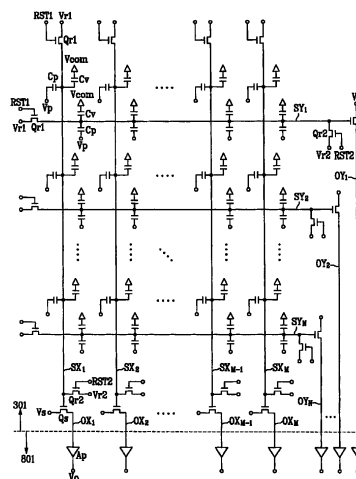 RST1 Vr1
Qr1
Vcom
Cp Cv
RST1 Vp Vcom SY1
Cv
Vr1 Qr1 Cp Qr2
Vp Vr2 RST2
OY1
SY2
OY2
SYN
SX1 SX2 SXM-1 SXM
RST2
Qr2 Vr2 OYN
Vs Qs
301 OX1 OX2 OXM-1 OXM
801 Ap
Vo